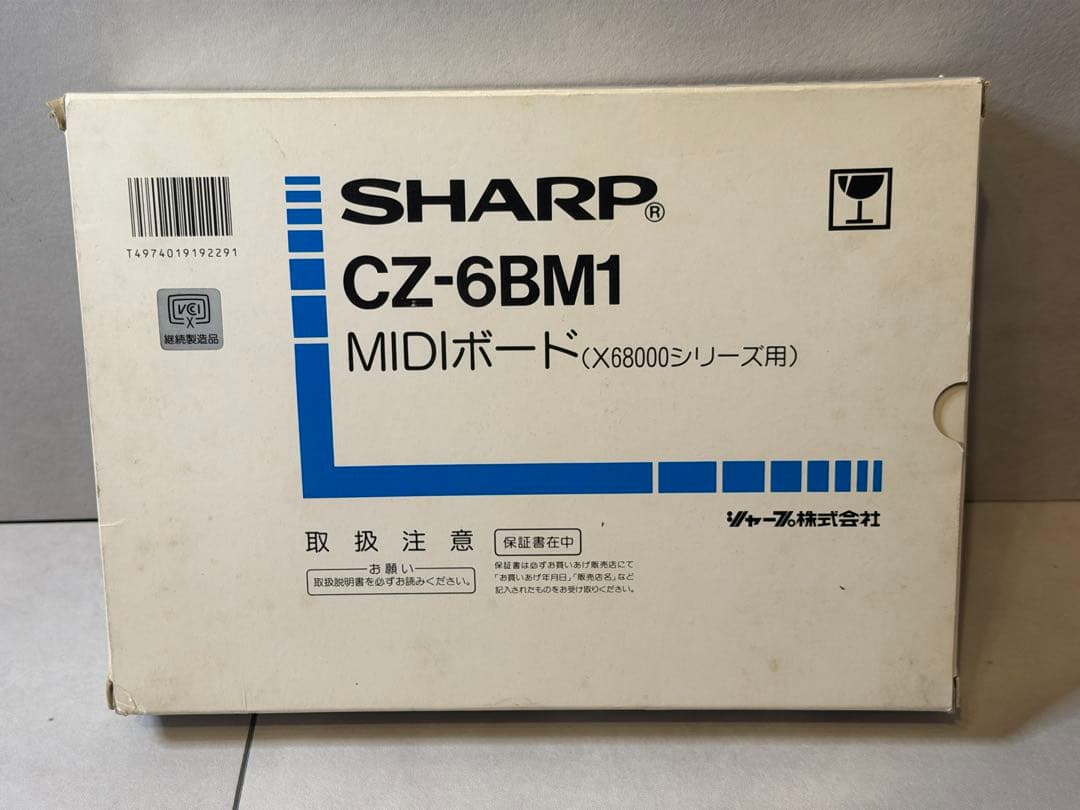 T4974019192291
VCI
X
継続製造品
SHARP®
CZ-6BM1
MIDIボード(X68000シリーズ用)
シャープ株式会社
取扱注意
お願い
取扱説明書を必ずお読みください。
保証書在中
保証書は必ずお買いあげ販売店にて
「お買いあげ年月日」「販売店名」など
記入されたものをお受け取りください。